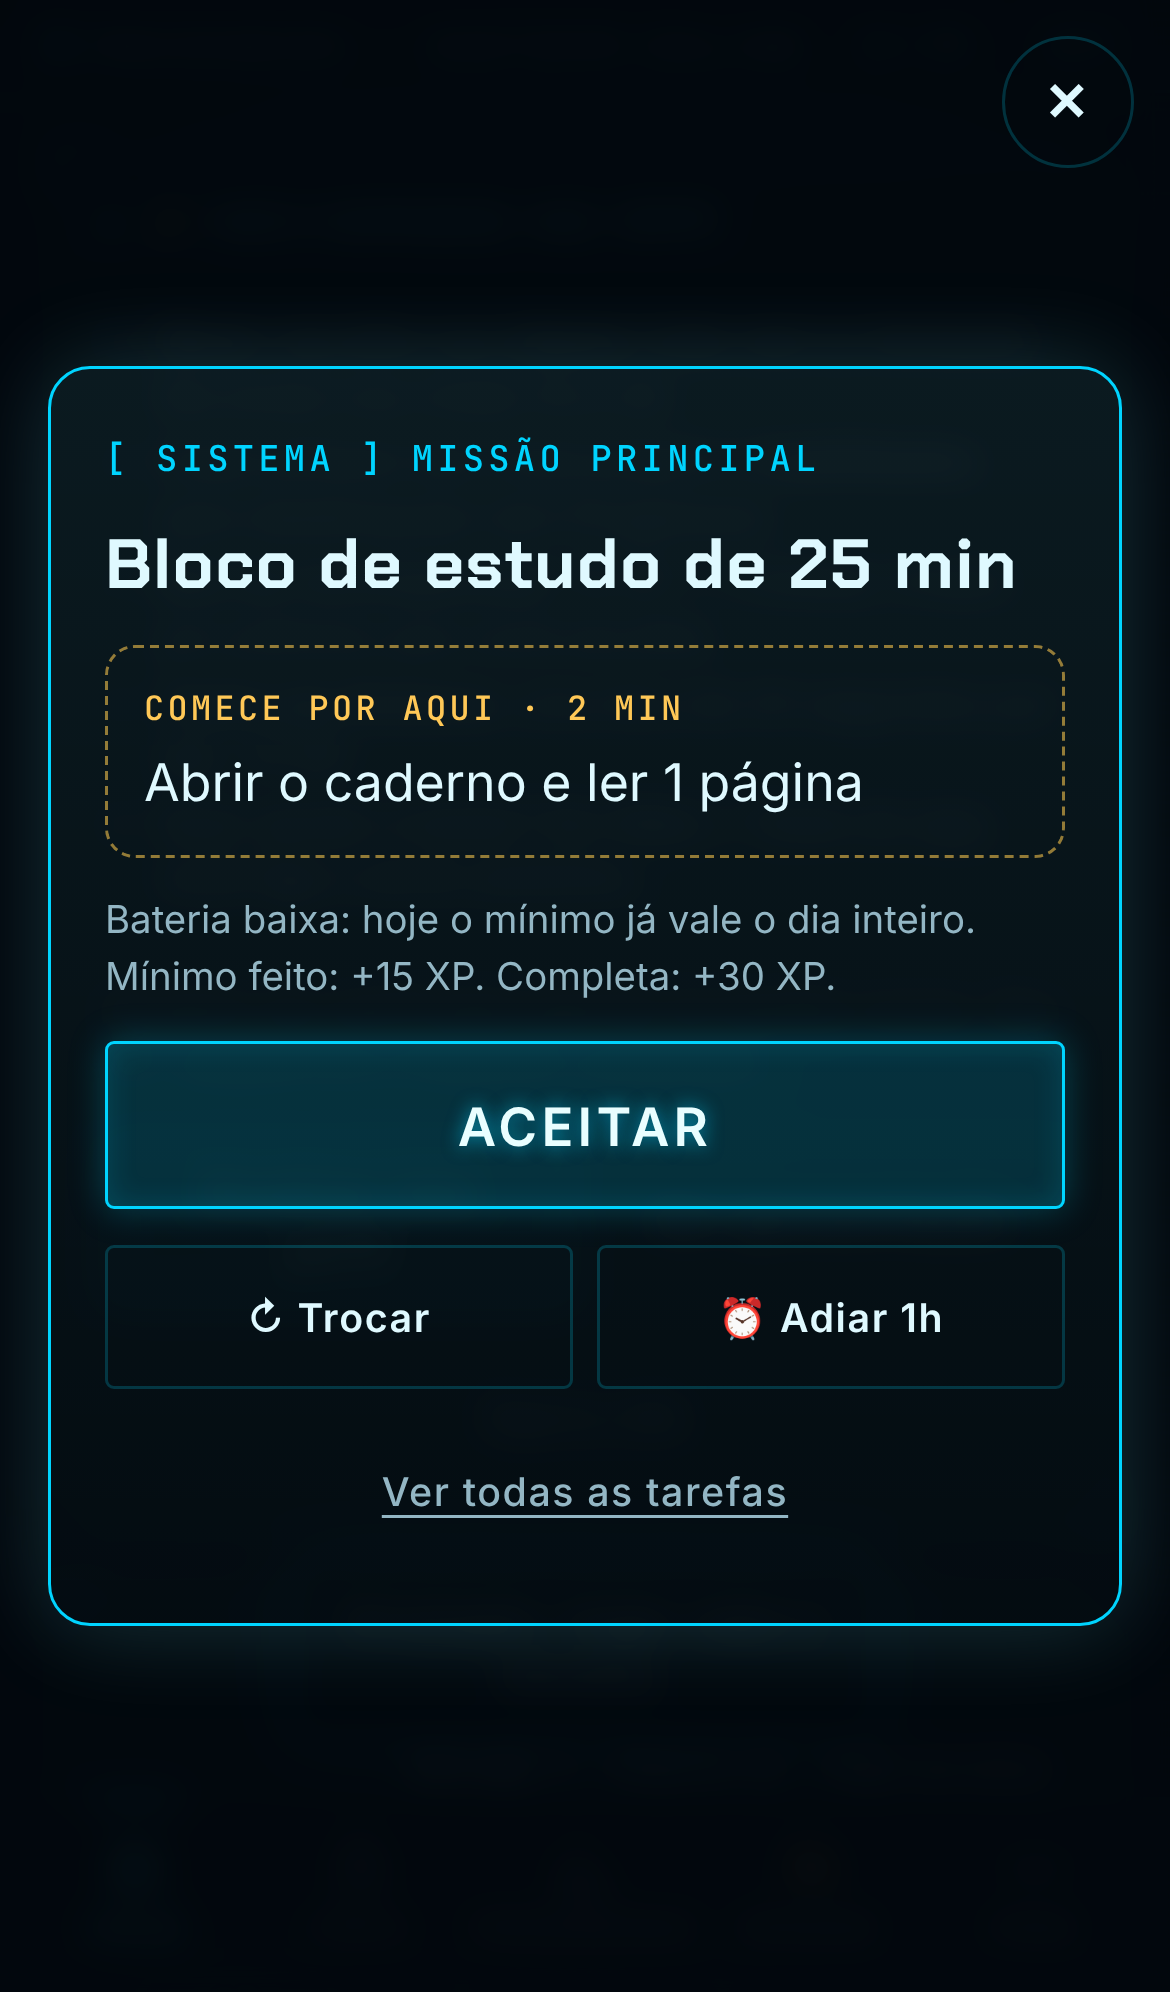 ✕
[ SISTEMA ] MISSÃO PRINCIPAL
Bloco de estudo de 25 min
COMECE POR AQUI · 2 MIN
Abrir o caderno e ler 1 página
Bateria baixa: hoje o mínimo já vale o dia inteiro.
Mínimo feito: +15 XP. Completa: +30 XP.
ACEITAR
↻ Trocar
⏰ Adiar 1h
Ver todas as tarefas